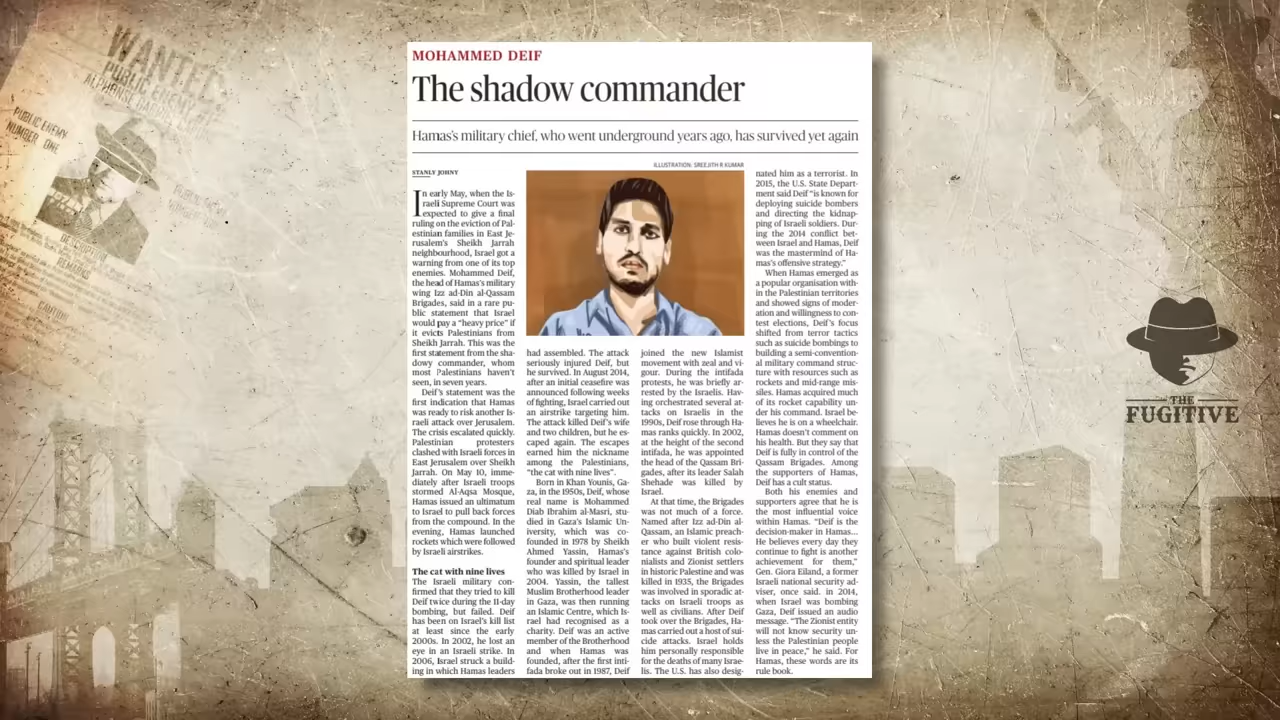 WANTED
PUBLIC ENEMY
PUBLIC ENEMY
NUMBER ONE
MOHAMMED DEIF
The shadow commander
Hamas's military chief, who went underground years ago, has survived yet again
ILLUSTRATION: SREEJITH R KUMAR
STANLY JOHNY
In early May, when the Is-
raeli Supreme Court was
expected to give a final
ruling on the eviction of Pal-
estinian families in East Je-
rusalem's Sheikh Jarrah
neighbourhood, Israel got a
warning from one of its top
enemies. Mohammed Deif,
the head of Hamas's military
wing Izz ad-Din al-Qassam
Brigades, said in a rare pu-
blic statement that Israel
would pay a "heavy price" if
it evicts Palestinians from
Sheikh Jarrah. This was the
first statement from the sha-
dowy commander, whom
most Palestinians haven't
seen, in seven years.
Deif's statement was the
first indication that Hamas
was ready to risk another Is-
raeli attack over Jerusalem.
The crisis escalated quickly.
Palestinian protesters
clashed with Israeli forces in
East Jerusalem over Sheikh
Jarrah. On May 10, imme-
diately after Israeli troops
stormed Al-Aqsa Mosque,
Hamas issued an ultimatum
to Israel to pull back forces
from the compound. In the
evening, Hamas launched
rockets which were followed
by Israeli airstrikes.
The cat with nine lives
The Israeli military con-
firmed that they tried to kill
Deif twice during the 11-day
bombing, but failed. Deif
has been on Israel's kill list
at least since the early
2000s. In 2002, he lost an
eye in an Israeli strike. In
2006, Israel struck a build-
ing in which Hamas leaders
had assembled. The attack
seriously injured Deif, but
he survived. In August 2014,
after an initial ceasefire was
announced following weeks
of fighting, Israel carried out
an airstrike targeting him.
The attack killed Deif's wife
and two children, but he es-
caped again. The escapes
earned him the nickname
among the Palestinians,
"the cat with nine lives".
Born in Khan Younis, Ga-
za, in the 1950s, Deif, whose
real name is Mohammed
Diab Ibrahim al-Masri, stu-
died in Gaza's Islamic Un-
iversity, which was co-
founded in 1978 by Sheikh
Ahmed Yassin, Hamas's
founder and spiritual leader
who was killed by Israel in
2004. Yassin, the tallest
Muslim Brotherhood leader
in Gaza, was then running
an Islamic Centre, which Is-
rael had recognised as a
charity. Deif was an active
member of the Brotherhood
and when Hamas was
founded, after the first inti-
fada broke out in 1987, Deif
joined the new Islamist
movement with zeal and vi-
gour. During the intifada
protests, he was briefly ar-
rested by the Israelis. Hav-
ing orchestrated several at-
tacks on Israelis in the
1990s, Deif rose through Ha-
mas ranks quickly. In 2002,
at the height of the second
intifada, he was appointed
the head of the Qassam Bri-
gades, after its leader Salah
Shehade was killed by
Israel.
At that time, the Brigades
was not much of a force.
Named after Izz ad-Din al-
Qassam, an Islamic preach-
er who built violent resis-
tance against British colo-
nialists and Zionist settlers
in historic Palestine and was
killed in 1935, the Brigades
was involved in sporadic at-
tacks on Israeli troops as
well as civilians. After Deif
took over the Brigades, Ha-
mas carried out a host of sui-
cide attacks. Israel holds
him personally responsible
for the deaths of many Israe-
lis. The U.S. has also desig-
nated him as a terrorist. In
2015, the U.S. State Depart-
ment said Deif "is known for
deploying suicide bombers
and directing the kidnap-
ping of Israeli soldiers. Dur-
ing the 2014 conflict bet-
ween Israel and Hamas, Deif
was the mastermind of Ha-
mas's offensive strategy."
When Hamas emerged as
a popular organisation with-
in the Palestinian territories
and showed signs of moder-
ation and willingness to con-
test elections, Deif's focus
shifted from terror tactics
such as suicide bombings to
building a semi-convention-
al military command struc-
ture with resources such as
rockets and mid-range mis-
siles. Hamas acquired much
of its rocket capability un-
der his command. Israel be-
lieves he is on a wheelchair.
Hamas doesn't comment on
his health. But they say that
Deif is fully in control of the
Qassam Brigades. Among
the supporters of Hamas,
Deif has a cult status.
Both his enemies and
supporters agree that he is
the most influential voice
within Hamas. "Deif is the
decision-maker in Hamas...
He believes every day they
continue to fight is another
achievement for them,"
Gen. Giora Eiland, a former
Israeli national security ad-
viser, once said. in 2014,
when Israel was bombing
Gaza, Deif issued an audio
message. "The Zionist entity
will not know security un-
less the Palestinian people
live in peace," he said. For
Hamas, these words are its
rule book.
THE
FUGITIVE